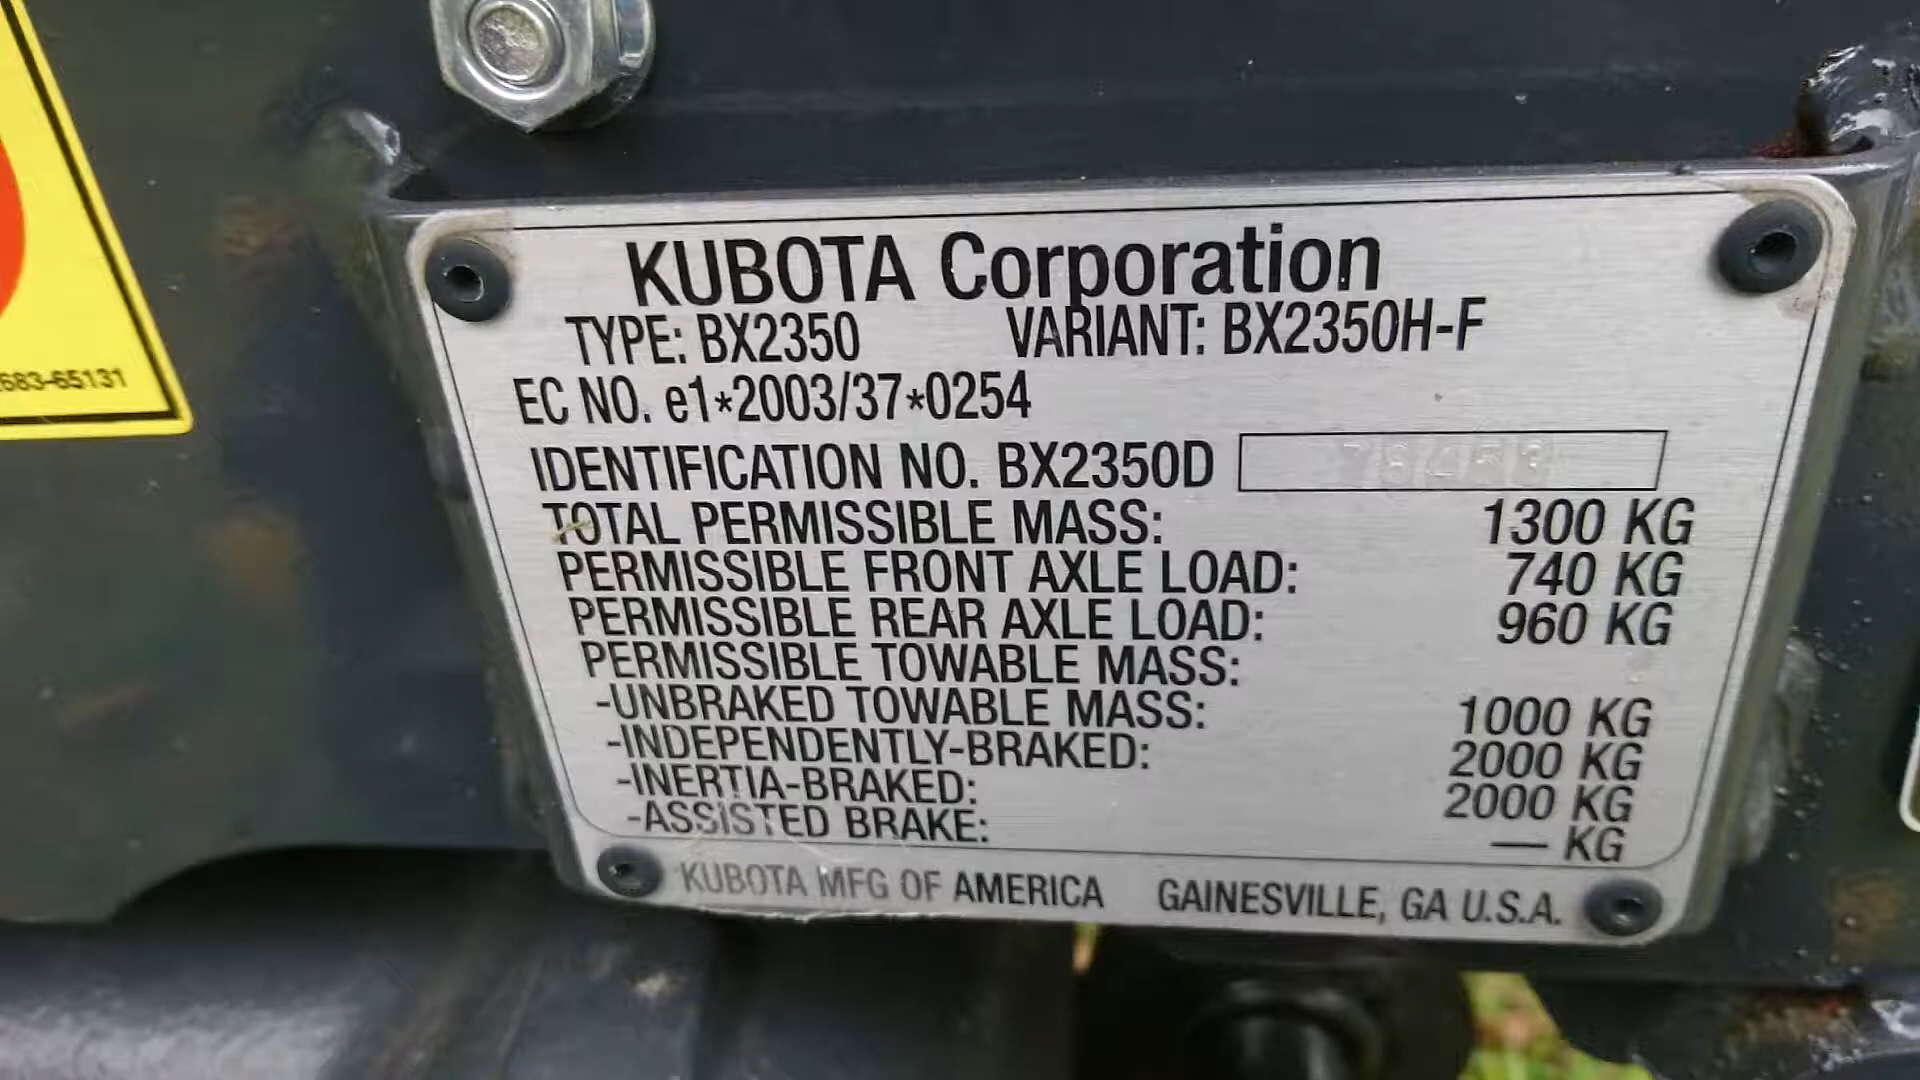 KUBOTA Corporation
TYPE: BX2350 VARIANT: BX2350H-F
EC NO. e1*2003/37*0254
IDENTIFICATION NO. BX2350D
TOTAL PERMISSIBLE MASS: 1300 KG
PERMISSIBLE FRONT AXLE LOAD: 740 KG
PERMISSIBLE REAR AXLE LOAD: 960 KG
PERMISSIBLE TOWABLE MASS:
-UNBRAKED TOWABLE MASS: 1000 KG
-INDEPENDENTLY-BRAKED: 2000 KG
-INERTIA-BRAKED: 2000 KG
-ASSISTED BRAKE: — KG
KUBOTA MFG OF AMERICA GAINESVILLE, GA U.S.A.